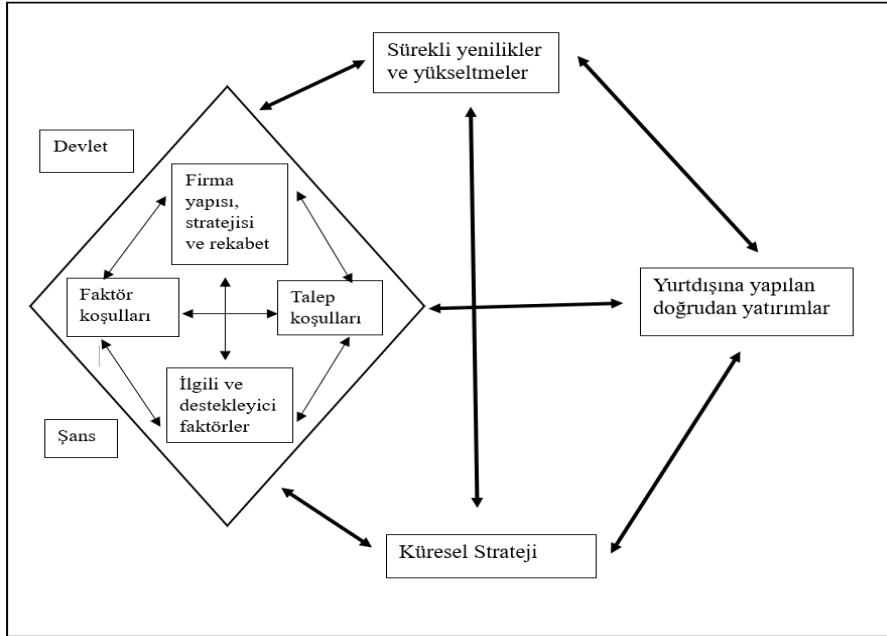 Sürekli yenilikler
ve yükseltmeler
Devlet
Firma
yapısı,
stratejisi
ve rekabet
Faktör
koşulları
Talep
koşulları
Yurtdışına yapılan
doğrudan yatırımlar
İlgili ve
destekleyici
faktörler
Şans
Küresel Strateji